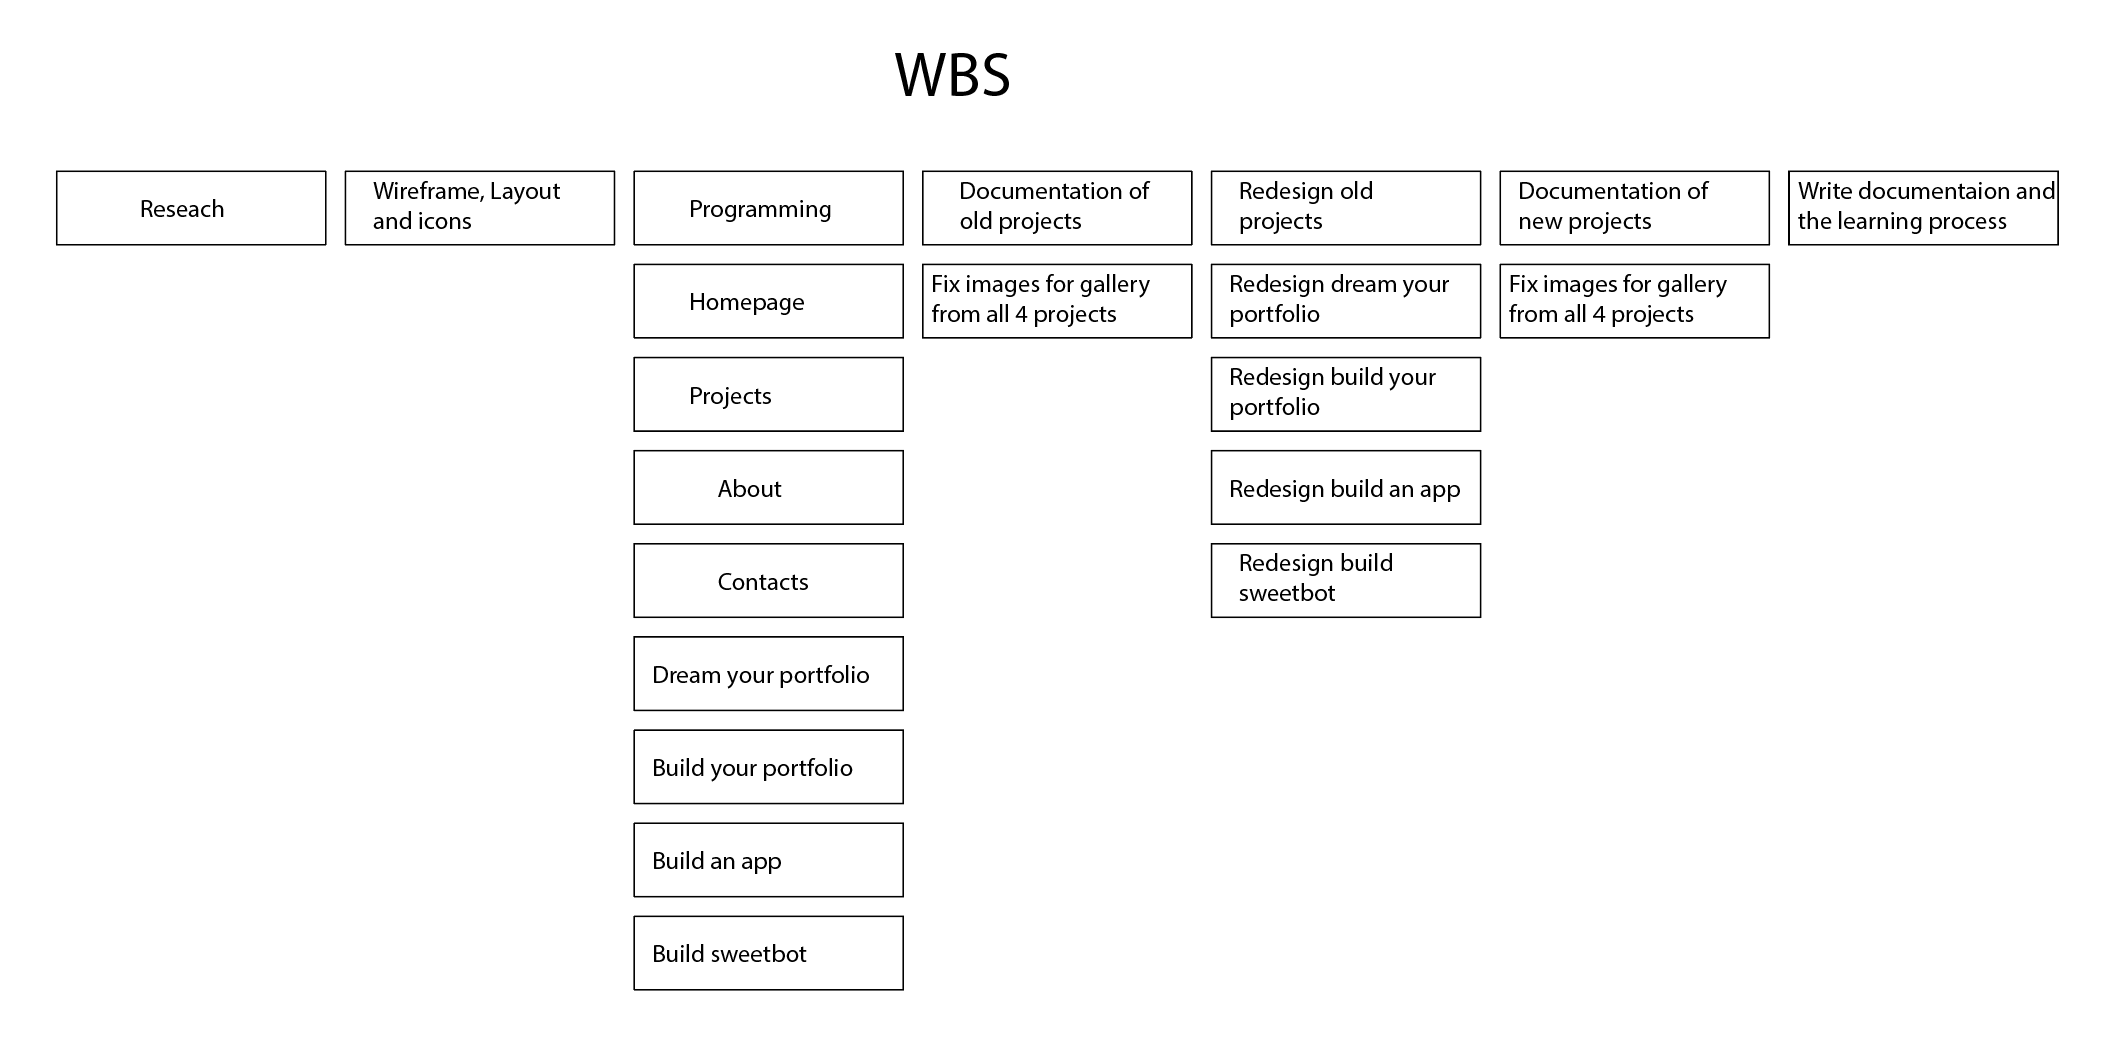 WBS
Reseach
Wireframe, Layout
and icons
Programming
Documentation of
old projects
Redesign old
projects
Documentation of
new projects
Write documentaion and
the learning process
Homepage
Fix images for gallery
from all 4 projects
Redesign dream your
portfolio
Fix images for gallery
from all 4 projects
Projects
Redesign build your
portfolio
About
Redesign build an app
Contacts
Redesign build
sweetbot
Dream your portfolio
Build your portfolio
Build an app
Build sweetbot